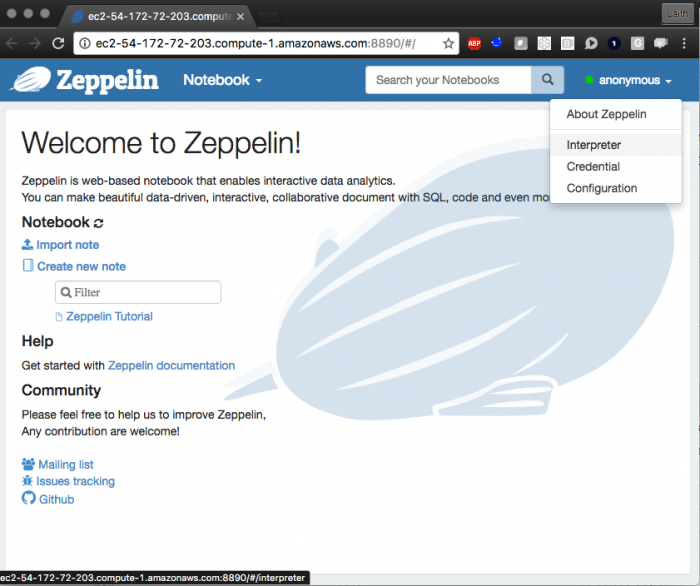 ec2-54-172-72-203.compute-1
Laith
ec2-54-172-72-203.compute-1.amazonaws.com:8890/#/
ABP
1
G
Zeppelin
Notebook
Search your Notebooks
anonymous
About Zeppelin
Interpreter
Credential
Configuration
Welcome to Zeppelin!
Zeppelin is web-based notebook that enables interactive data analytics.
You can make beautiful data-driven, interactive, collaborative document with SQL, code and even
Notebook
Import note
Create new note
Filter
Zeppelin Tutorial
Help
Get started with Zeppelin documentation
Community
Please feel free to help us to improve Zeppelin,
Any contribution are welcome!
Mailing list
Issues tracking
Github
ec2-54-172-72-203.compute-1.amazonaws.com:8890/#/interpreter